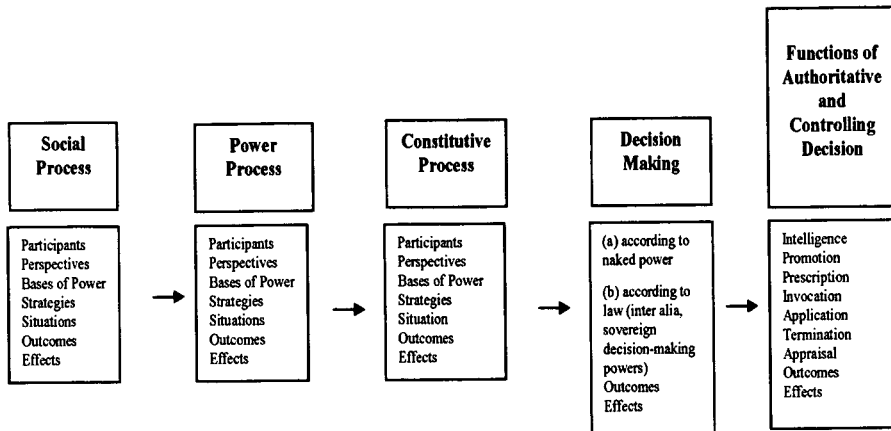 Social
Process
Participants
Perspectives
Bases of Power
Strategies
Situations
Outcomes
Effects
Power
Process
Participants
Perspectives
Bases of Power
Strategies
Situations
Outcomes
Effects
Constitutive
Process
Participants
Perspectives
Bases of Power
Strategies
Situation
Outcomes
Effects
Decision
Making
(a) according to
naked power
(b) according to
law (inter alia,
sovereign
decision-making
powers)
Outcomes
Effects
Functions of
Authoritative
and
Controlling
Decision
Intelligence
Promotion
Prescription
Invocation
Application
Termination
Appraisal
Outcomes
Effects